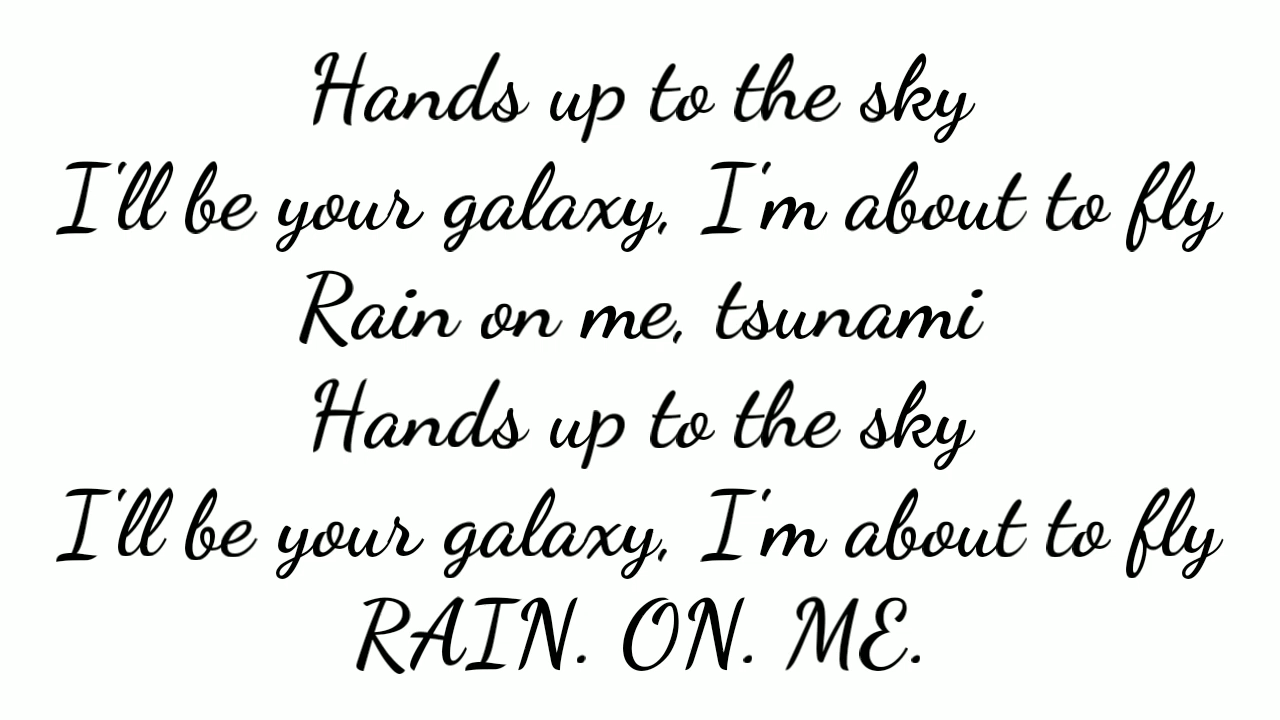 Hands up to the sky
I'll be your galaxy, I'm about to fly
Rain on me, tsunami
Hands up to the sky
I'll be your galaxy, I'm about to fly
RAIN. ON. ME.